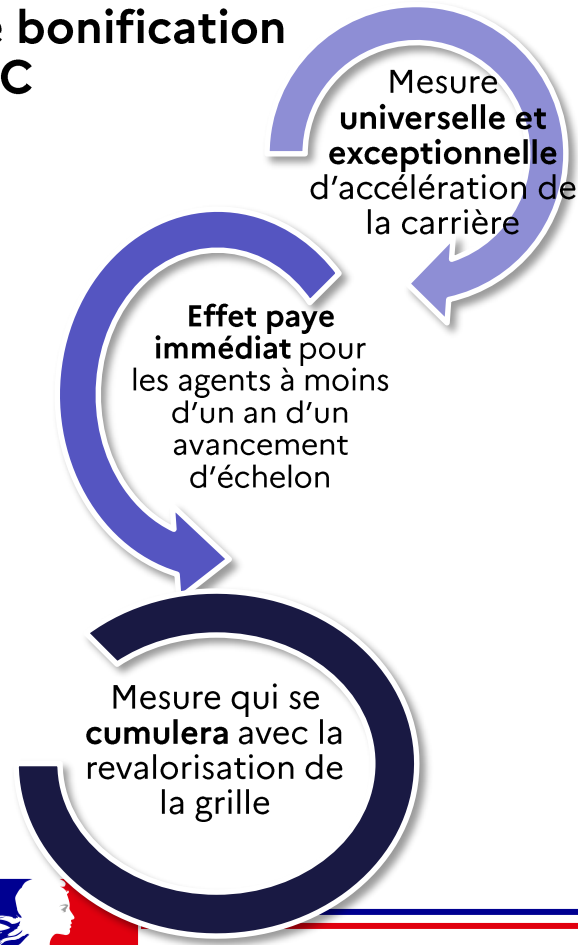 bonification
C
Mesure
universelle et
exceptionnelle
d’accélération de
la carrière
Effet paye
immédiat pour
les agents à moins
d’un an d’un
avancement
d’échelon
Mesure qui se
cumulera avec la
revalorisation de
la grille